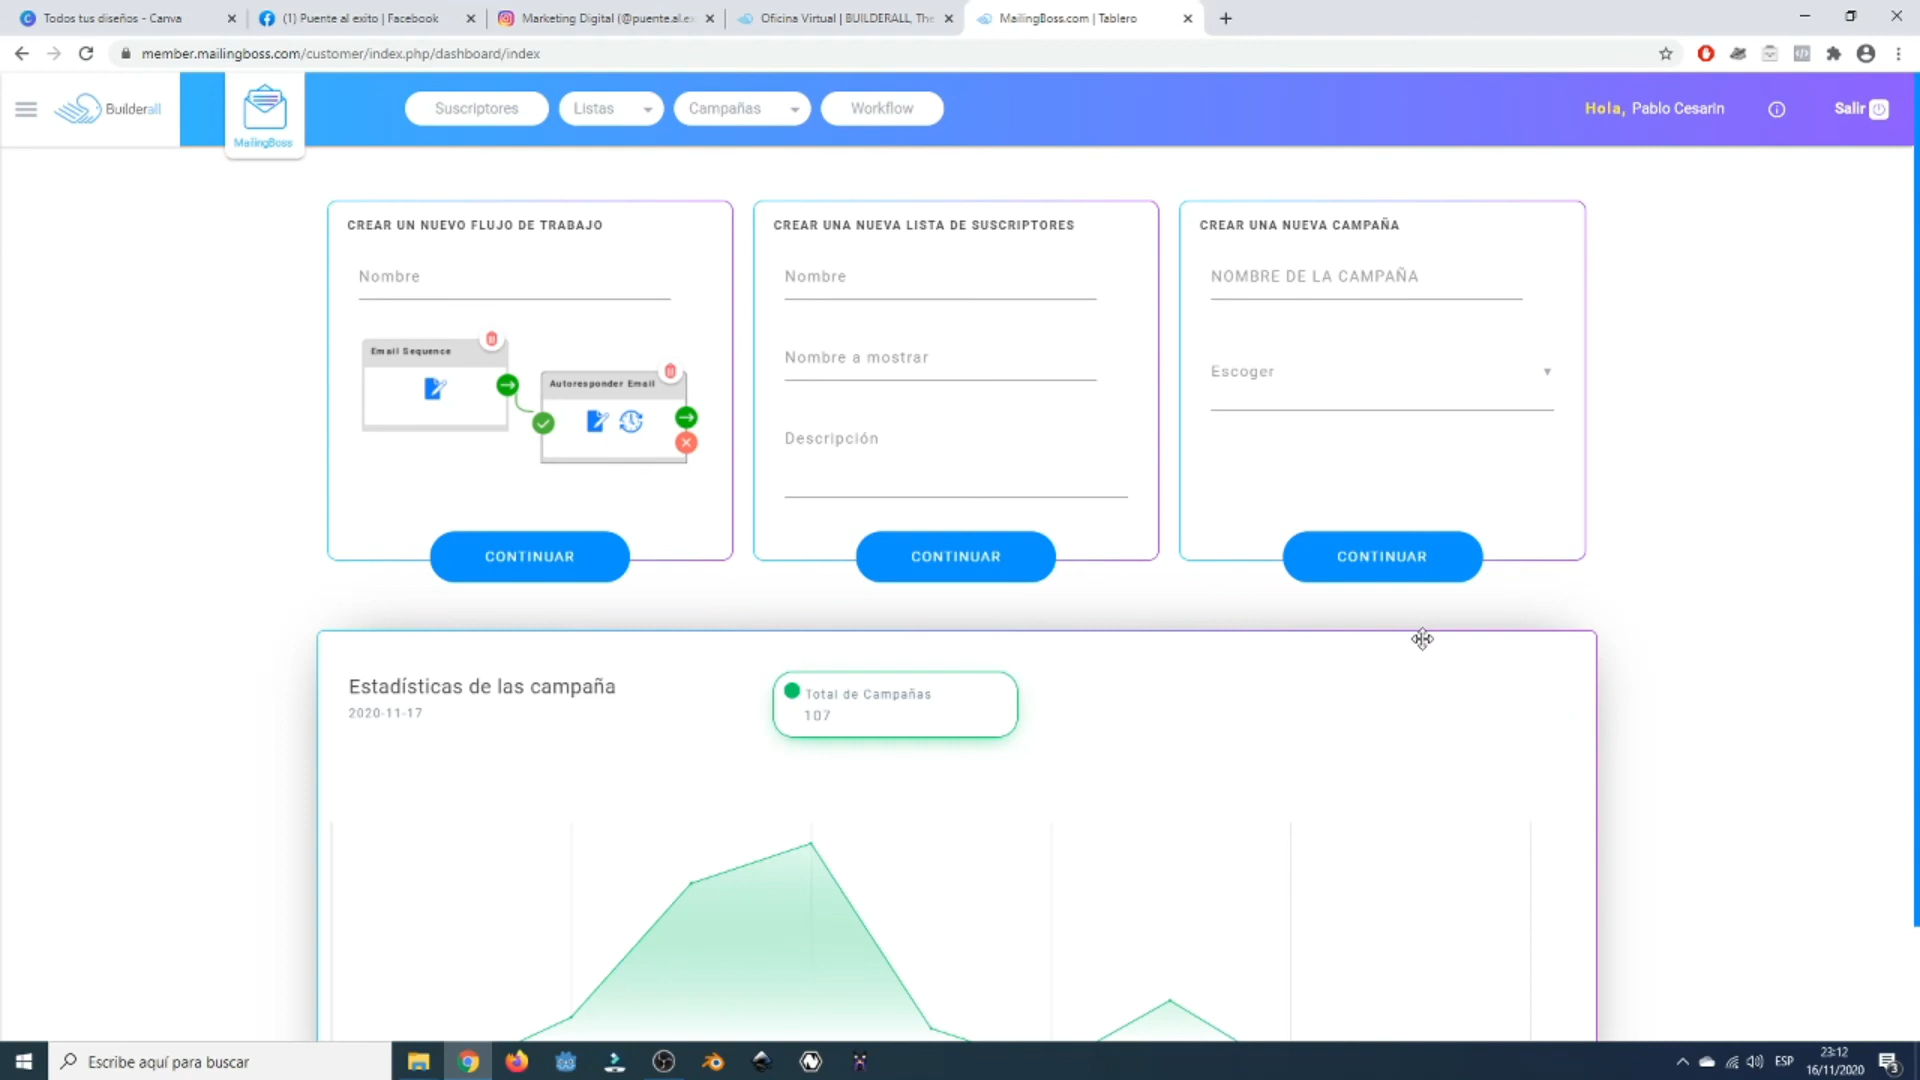 Todos tus diseños - Canva
(1) Puente al exito | Facebook
Marketing Digital (@puente.al.e
Oficina Virtual | BUILDERALL, The
MailingBoss.com | Tablero
member.mailingboss.com/customer/index.php/dashboard/index
Builderall
MailingBoss
Suscriptores
Listas
Campañas
Workflow
Hola, Pablo Cesarin
Salir
CREAR UN NUEVO FLUJO DE TRABAJO
Nombre
Email Sequence
Autoresponder Email
CONTINUAR
CREAR UNA NUEVA LISTA DE SUSCRIPTORES
Nombre
Nombre a mostrar
Descripción
CONTINUAR
CREAR UNA NUEVA CAMPAÑA
NOMBRE DE LA CAMPAÑA
Escoger
CONTINUAR
Estadísticas de las campaña
2020-11-17
Total de Campañas
107
Escribe aquí para buscar
ESP
23:12
16/11/2020
3